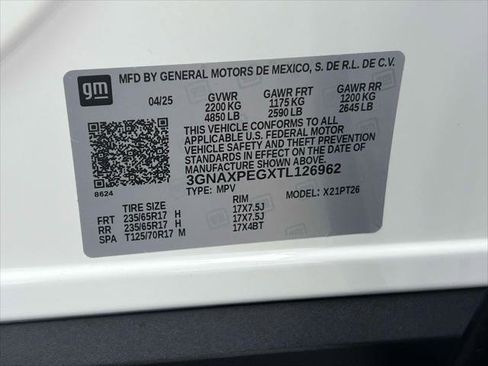 gm
MFD BY GENERAL MOTORS DE MEXICO, S. DE R.L. DE C.V.
04/25 GVWR GAWR FRT GAWR RR
2200 KG 1175 KG 1200 KG
4850 LB 2590 LB 2645 LB
THIS VEHICLE CONFORMS TO ALL
APPLICABLE U.S. FEDERAL MOTOR
VEHICLE SAFETY AND THEFT PREVENTION
STANDARDS IN EFFECT ON THE DATE OF
MANUFACTURE SHOWN ABOVE.
3GNAXPEGXTL126962
8624 TYPE: MPV X21PT26
TIRE SIZE RIM
FRT 235/65R17 H 17X7.5J
RR 235/65R17 H 17X7.5J
SPA T125/70R17 M 17X4BT